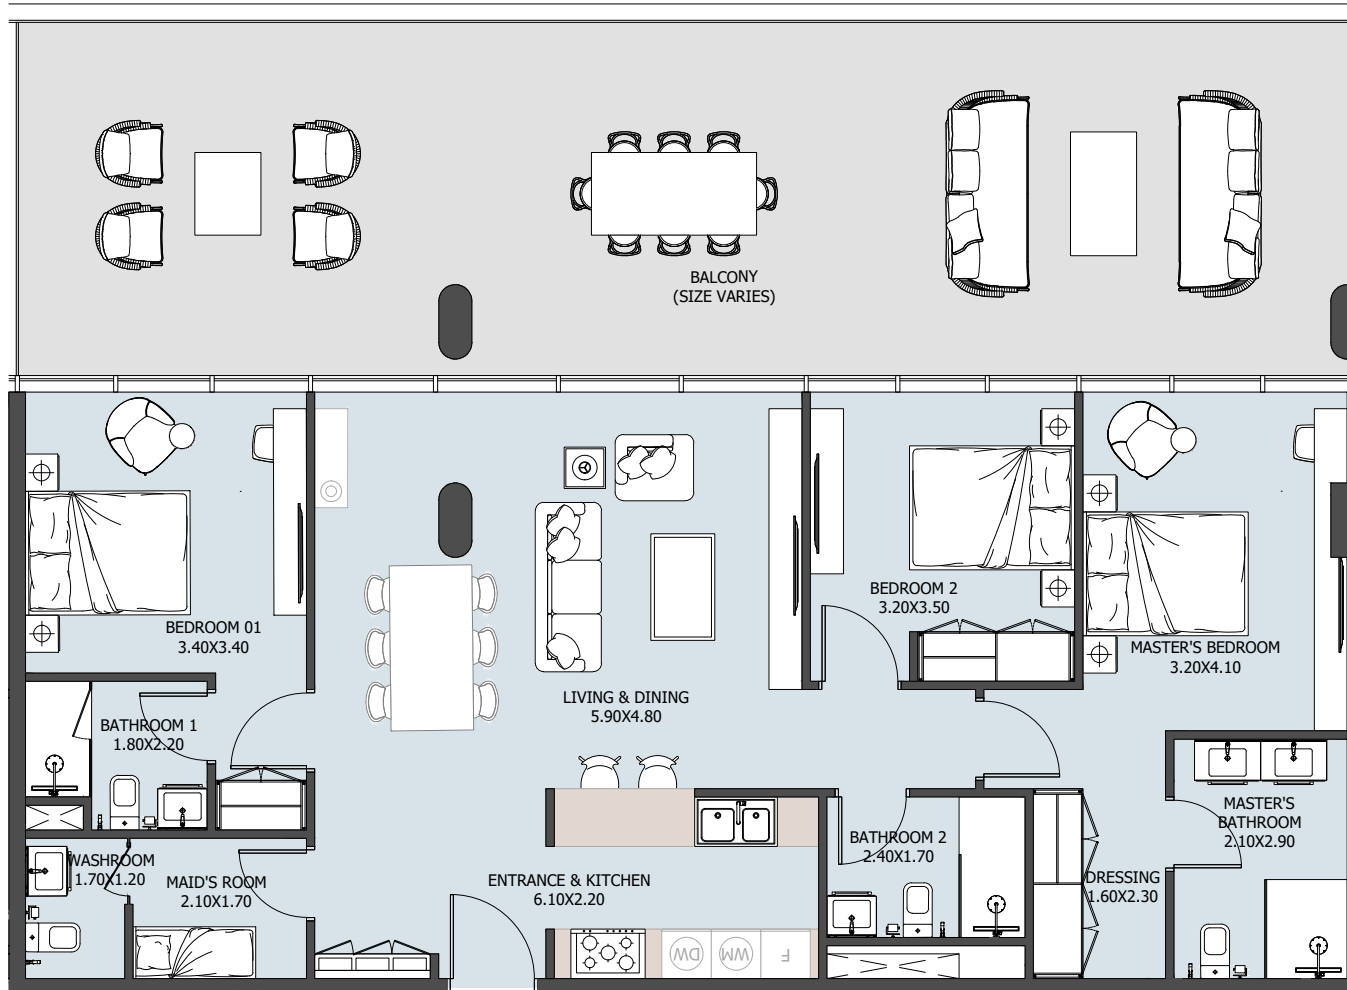 BALCONY
(SIZE VARIES)
BEDROOM 01
3.40X3.40
BEDROOM 2
3.20X3.50
MASTER'S BEDROOM
3.20X4.10
LIVING & DINING
5.90X4.80
BATHROOM 1
1.80X2.20
MASTER'S
BATHROOM
2.10X2.90
BATHROOM 2
2.40X1.70
WASHROOM
1.70X1.20
MAID'S ROOM
2.10X1.70
ENTRANCE & KITCHEN
6.10X2.20
DRESSING
1.60X2.30
DW
WM
F